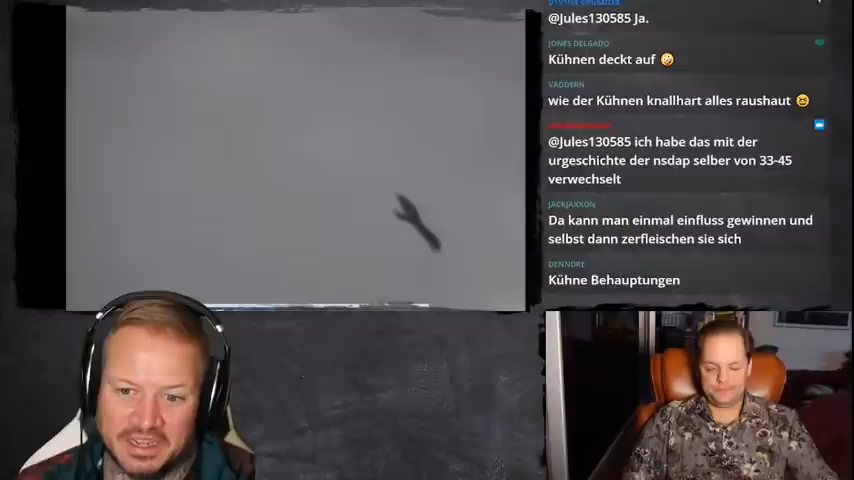 @Jules130585 Ja.
JONES DELGADO
Kühnen deckt auf 🤪
VADDERN
wie der Kühnen knallhart alles raushaut 😆
@Jules130585 ich habe das mit der
urgeschichte der nsdap selber von 33-45
verwechselt
JACKJAXXON
Da kann man einmal einfluss gewinnen und
selbst dann zerfleischen sie sich
DENNDRE
Kühne Behauptungen